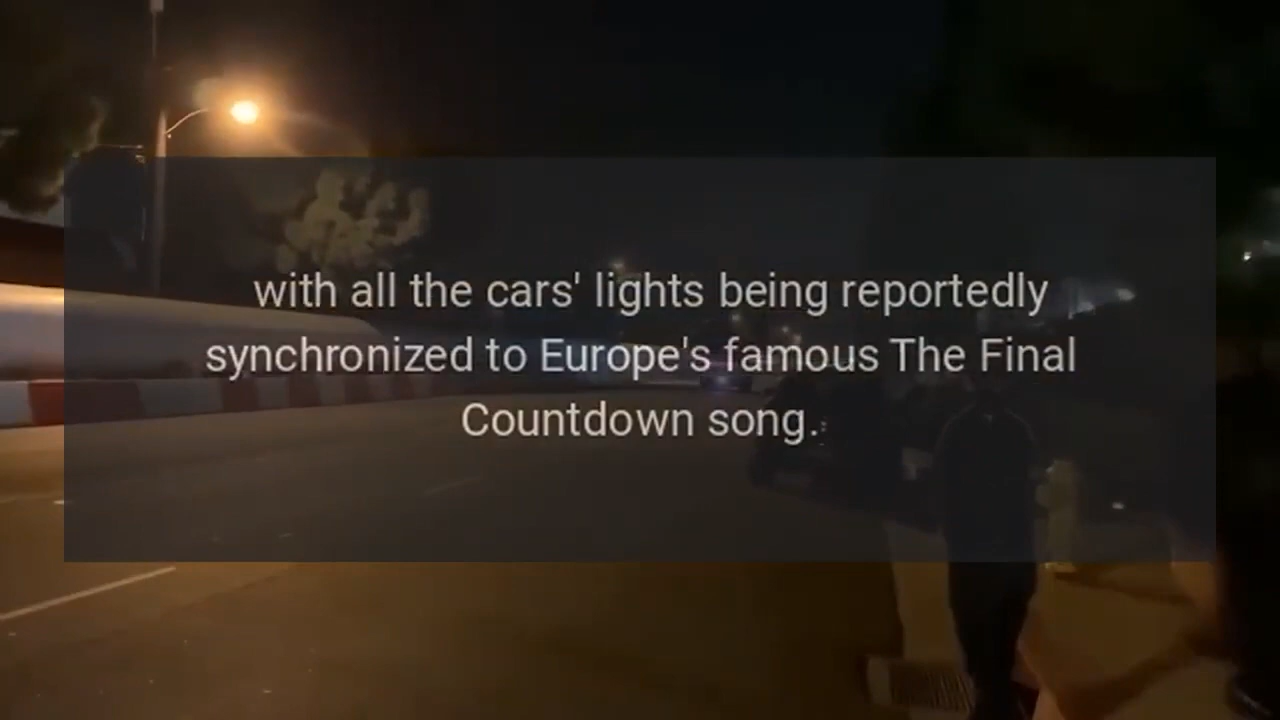 with all the cars' lights being reportedly
synchronized to Europe's famous The Final
Countdown song.